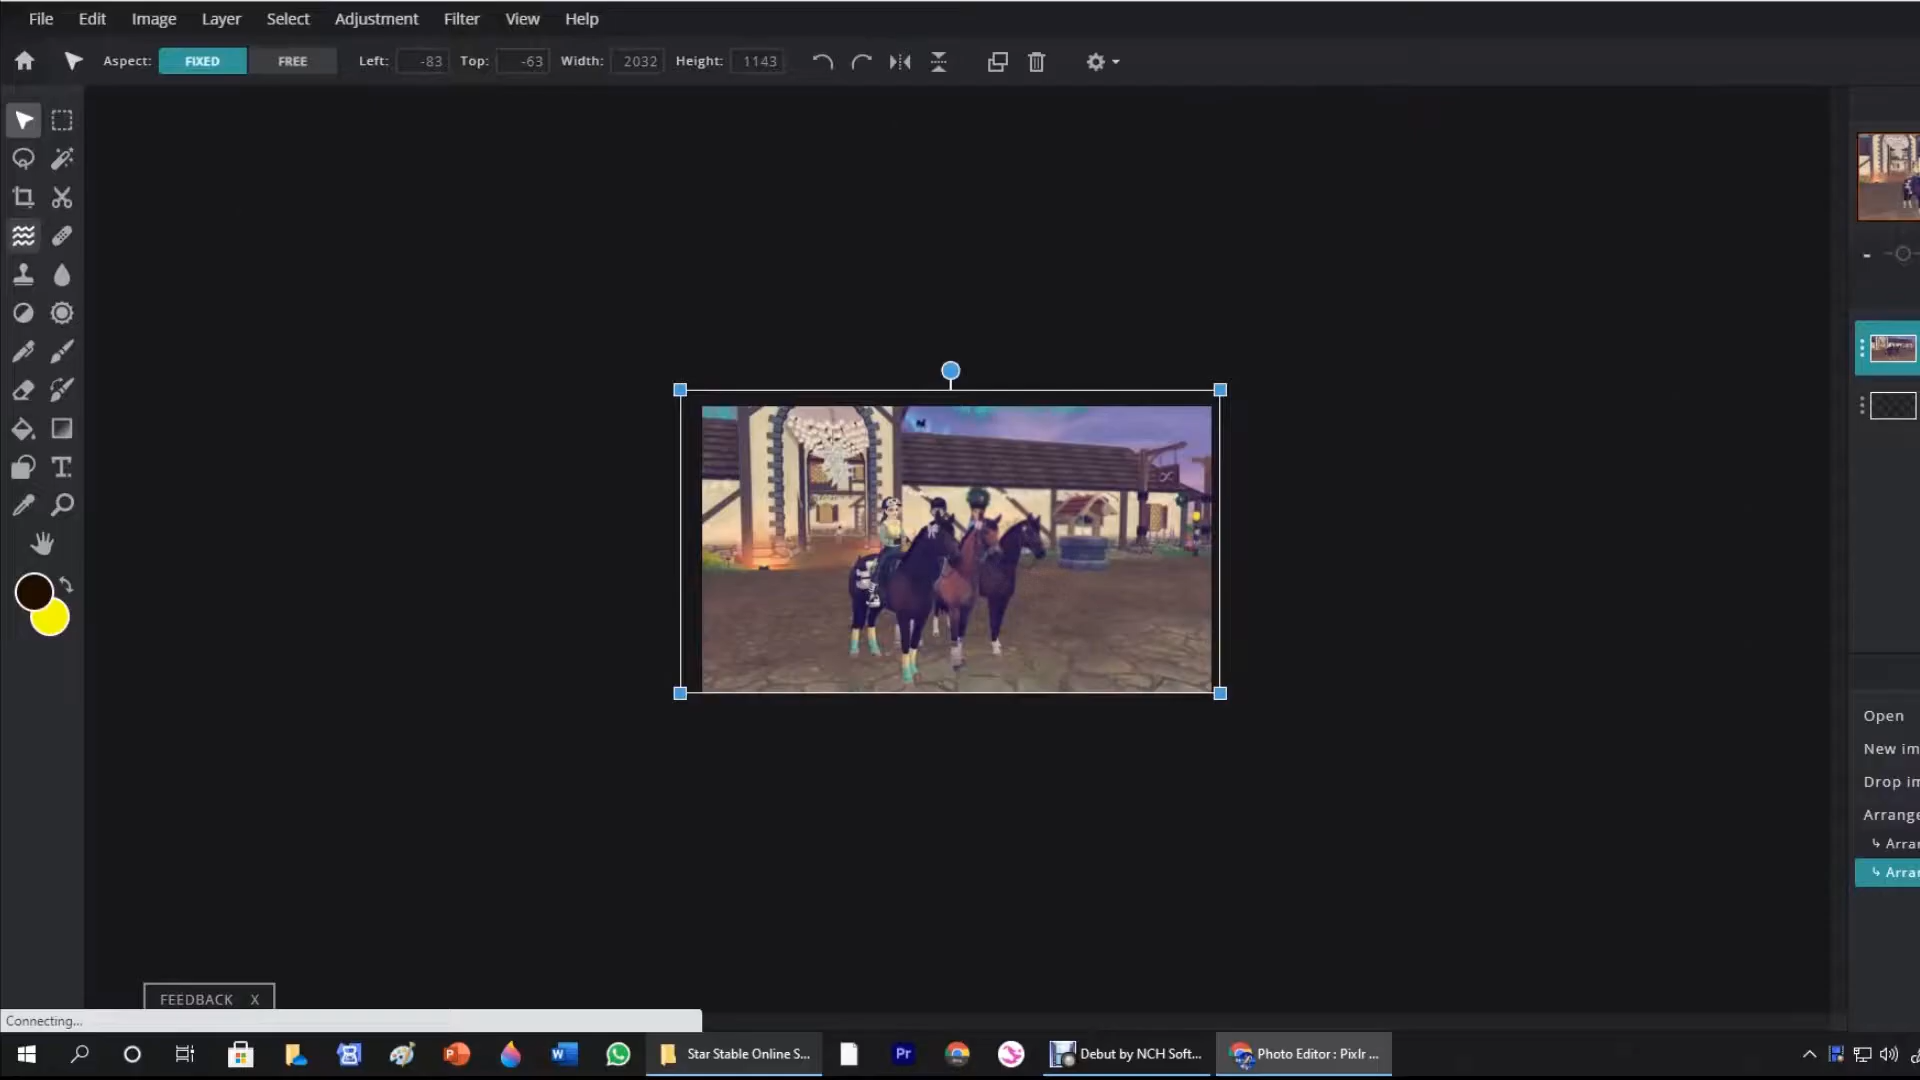 File Edit Image Layer Select Adjustment Filter View Help
Aspect: FIXED FREE Left: -83 Top: -63 Width: 2032 Height: 1143
Open
New im
Drop im
Arrange
Arra
Arra
FEEDBACK X
Connecting...
Star Stable Online S... Pr Debut by NCH Soft... Photo Editor : Pixlr ...